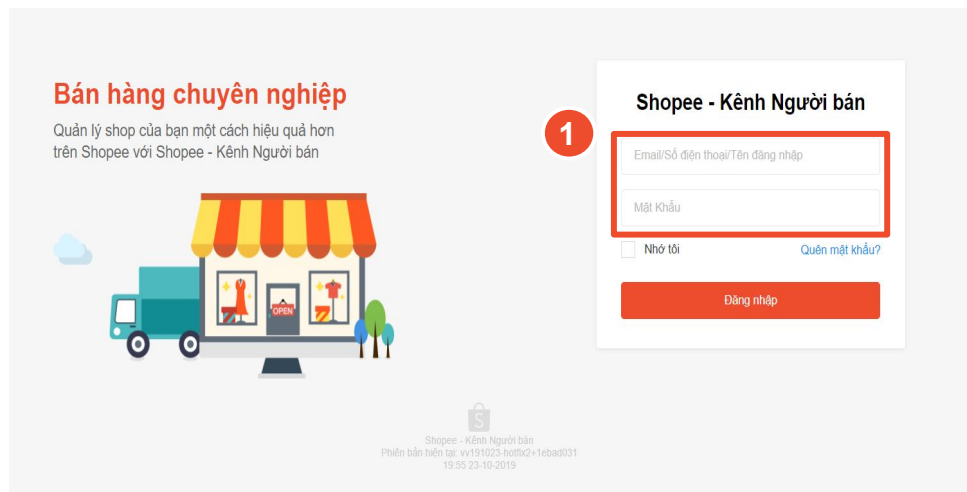 Bán hàng chuyên nghiệp
Quản lý shop của bạn một cách hiệu quả hơn
trên Shopee với Shopee - Kênh Người bán
OPEN
Shopee - Kênh Người bán
1
Email/Số điện thoại/Tên đăng nhập
Mật Khẩu
Nhớ tôi
Quên mật khẩu?
Đăng nhập
S
Shopee - Kênh Người bán
Phiên bản hiện tại: vv191023-hotfix2+1ebad031
19:55 23-10-2019